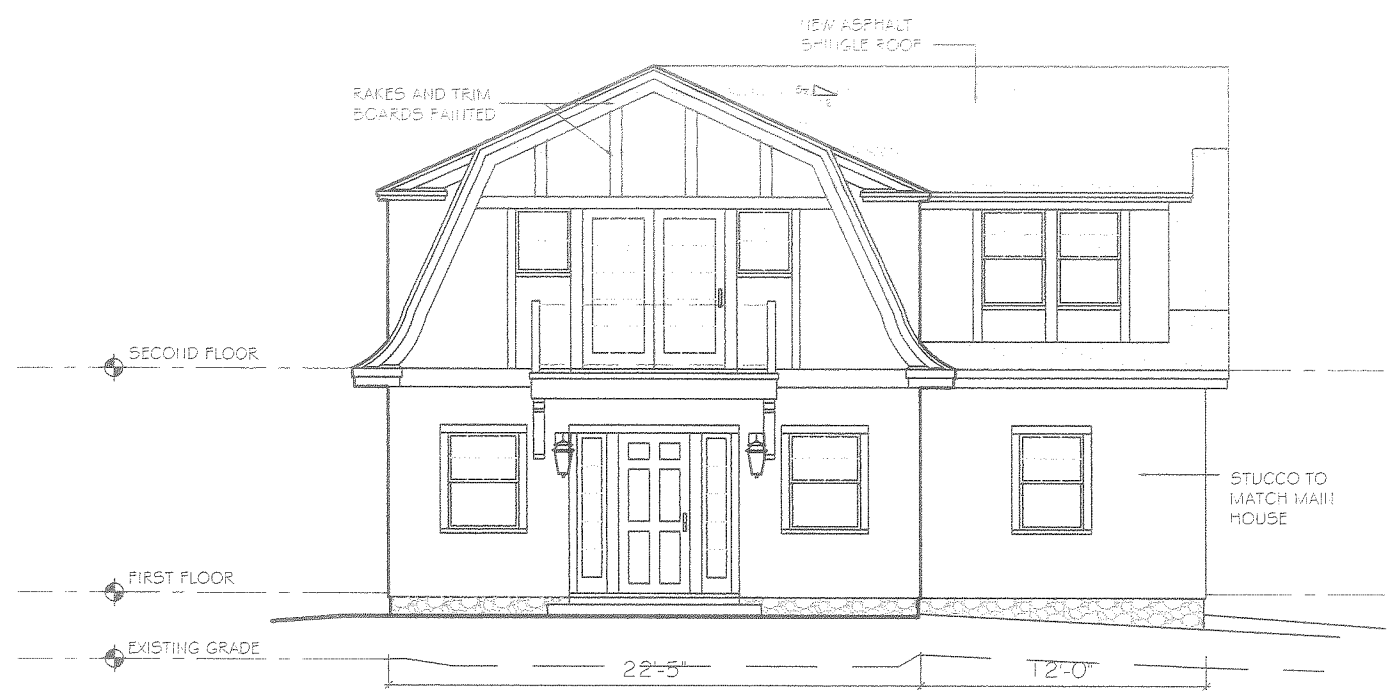 NEW ASPHALT
SHINGLE ROOF
RAKES AND TRIM
BOARDS PAINTED
12
SECOND FLOOR
STUCCO TO
MATCH MAIN
HOUSE
FIRST FLOOR
EXISTING GRADE
22'-5"
12'-0"